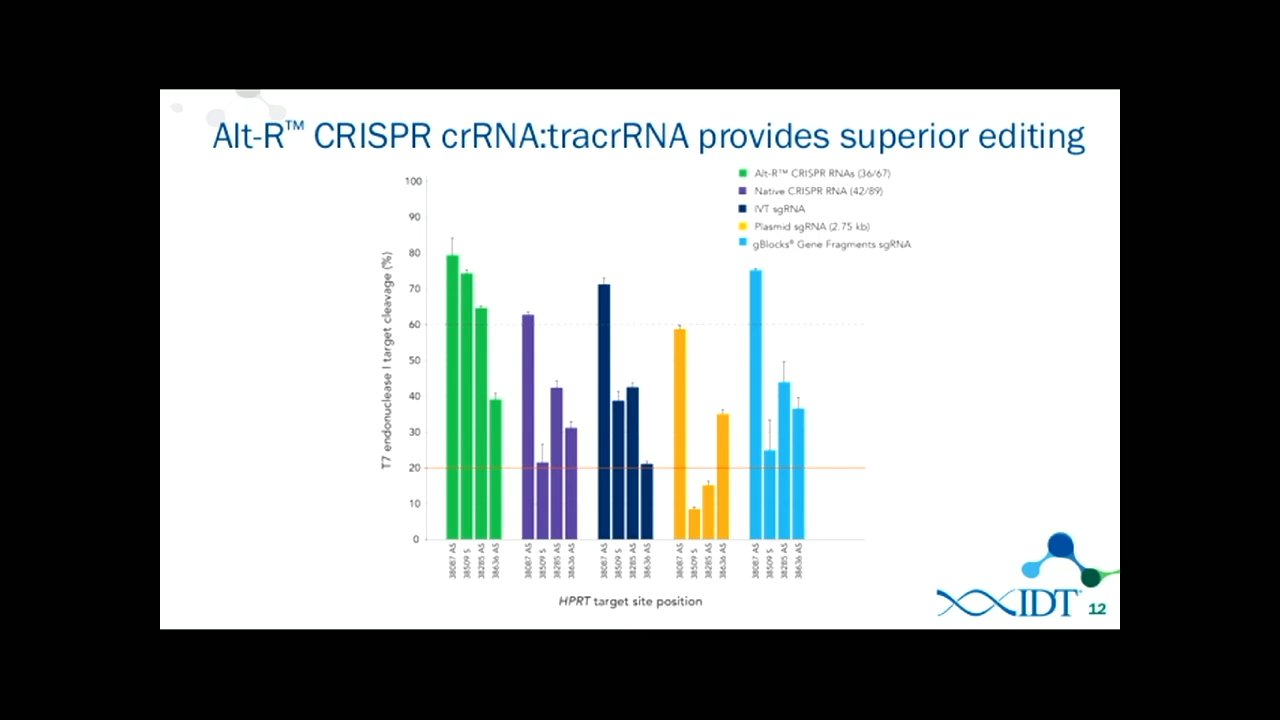 Alt-R™ CRISPR crRNA:tracrRNA provides superior editing
Alt-R™ CRISPR RNAs (36/67)
Native CRISPR RNA (42/89)
IVT sgRNA
Plasmid sgRNA (2.75 kb)
gBlocks® Gene Fragments sgRNA
T7 endonuclease I target cleavage (%)
100
90
80
70
60
50
40
30
20
10
0
38087 AS
38509 S
38285 AS
38636 AS
38087 AS
38509 S
38285 AS
38636 AS
38087 AS
38509 S
38285 AS
38636 AS
38087 AS
38509 S
38285 AS
38636 AS
38087 AS
38509 S
38285 AS
38636 AS
HPRT target site position
IDT
12